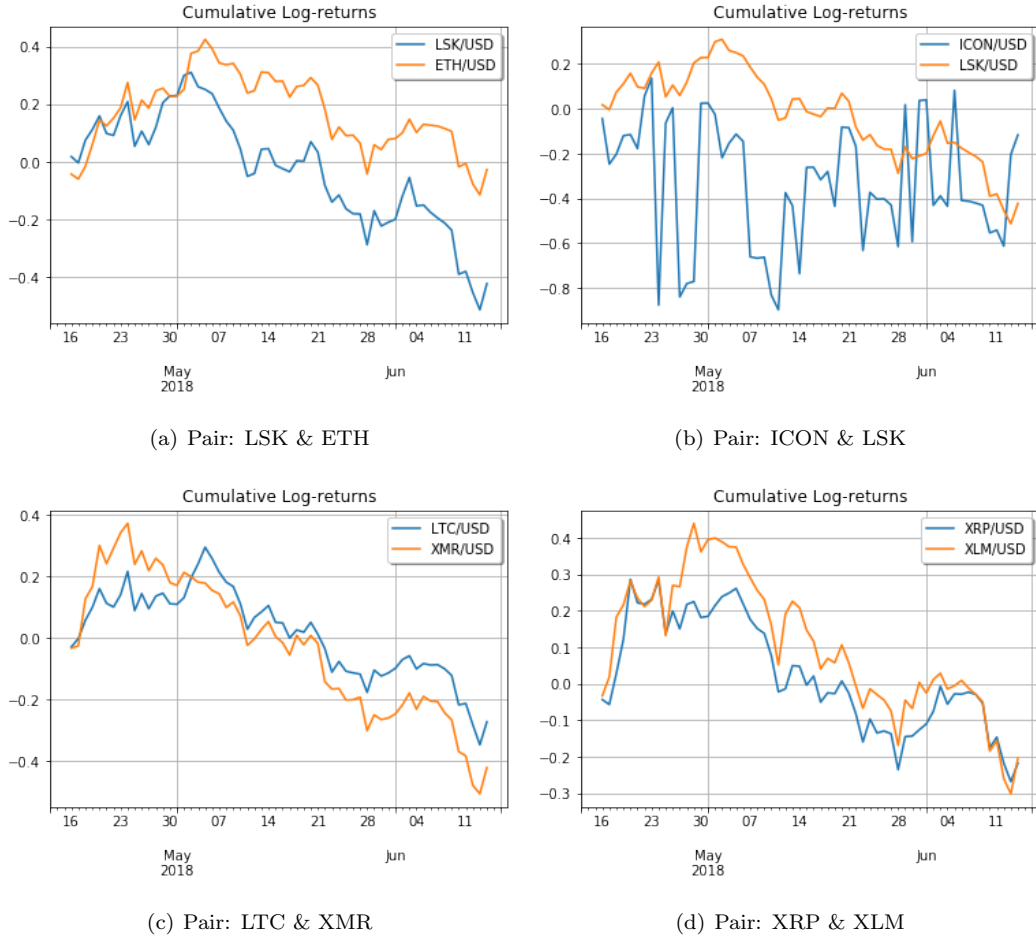 Cumulative Log-returns
LSK/USD
ETH/USD
0.4
0.2
0.0
−0.2
−0.4
16 23 30 07 14 21 28 04 11
May Jun
2018
(a) Pair: LSK & ETH
Cumulative Log-returns
ICON/USD
LSK/USD
0.2
0.0
−0.2
−0.4
−0.6
−0.8
16 23 30 07 14 21 28 04 11
May Jun
2018
(b) Pair: ICON & LSK
Cumulative Log-returns
LTC/USD
XMR/USD
0.4
0.2
0.0
−0.2
−0.4
16 23 30 07 14 21 28 04 11
May Jun
2018
(c) Pair: LTC & XMR
Cumulative Log-returns
XRP/USD
XLM/USD
0.4
0.3
0.2
0.1
0.0
−0.1
−0.2
−0.3
16 23 30 07 14 21 28 04 11
May Jun
2018
(d) Pair: XRP & XLM